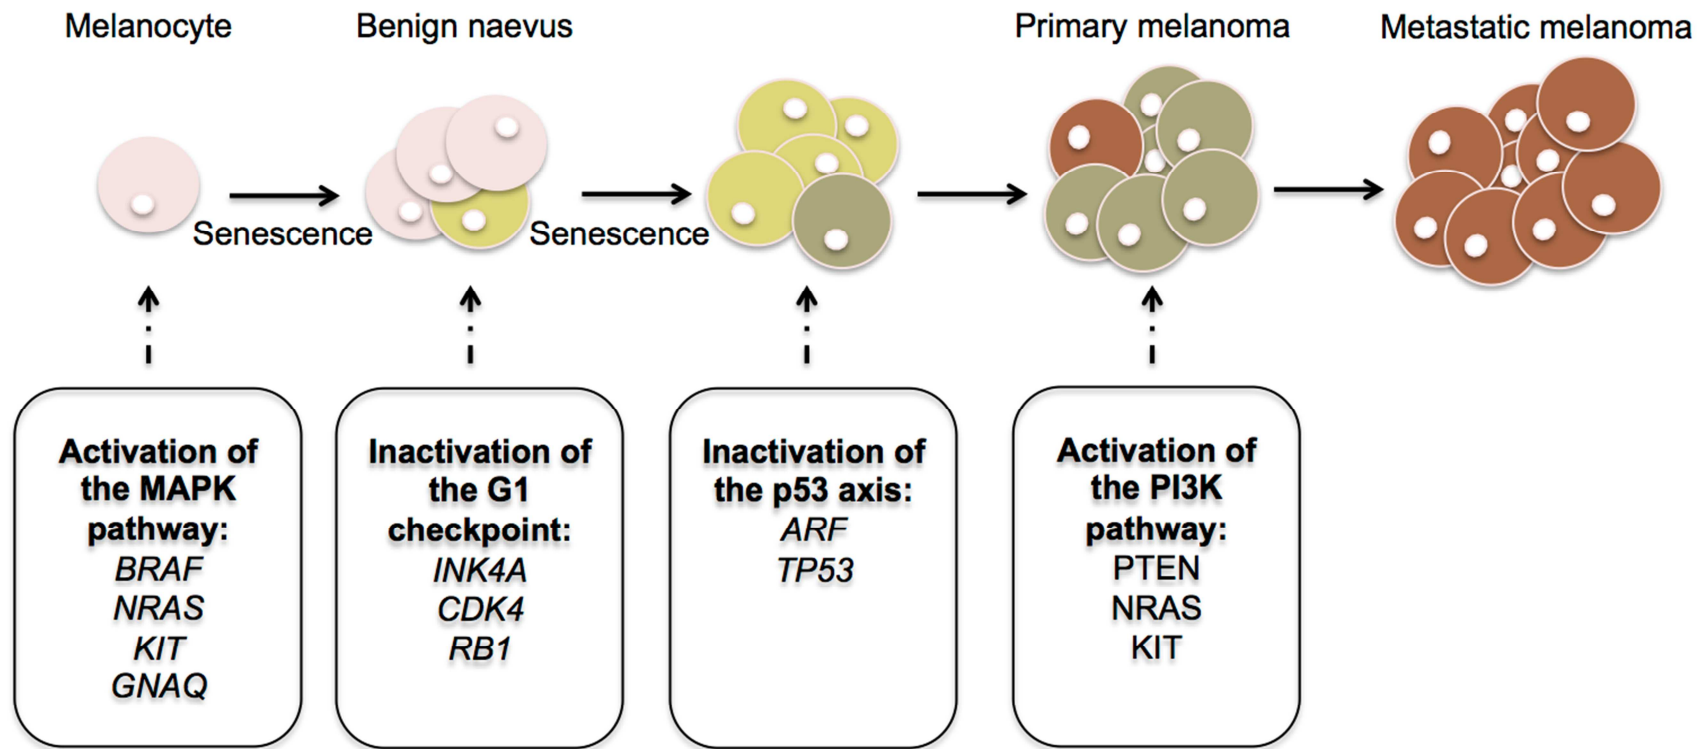 Melanocyte
Benign naevus
Primary melanoma
Metastatic melanoma
Senescence
Senescence
Activation of
the MAPK
pathway:
BRAF
NRAS
KIT
GNAQ
Inactivation of
the G1
checkpoint:
INK4A
CDK4
RB1
Inactivation of
the p53 axis:
ARF
TP53
Activation of
the PI3K
pathway:
PTEN
NRAS
KIT